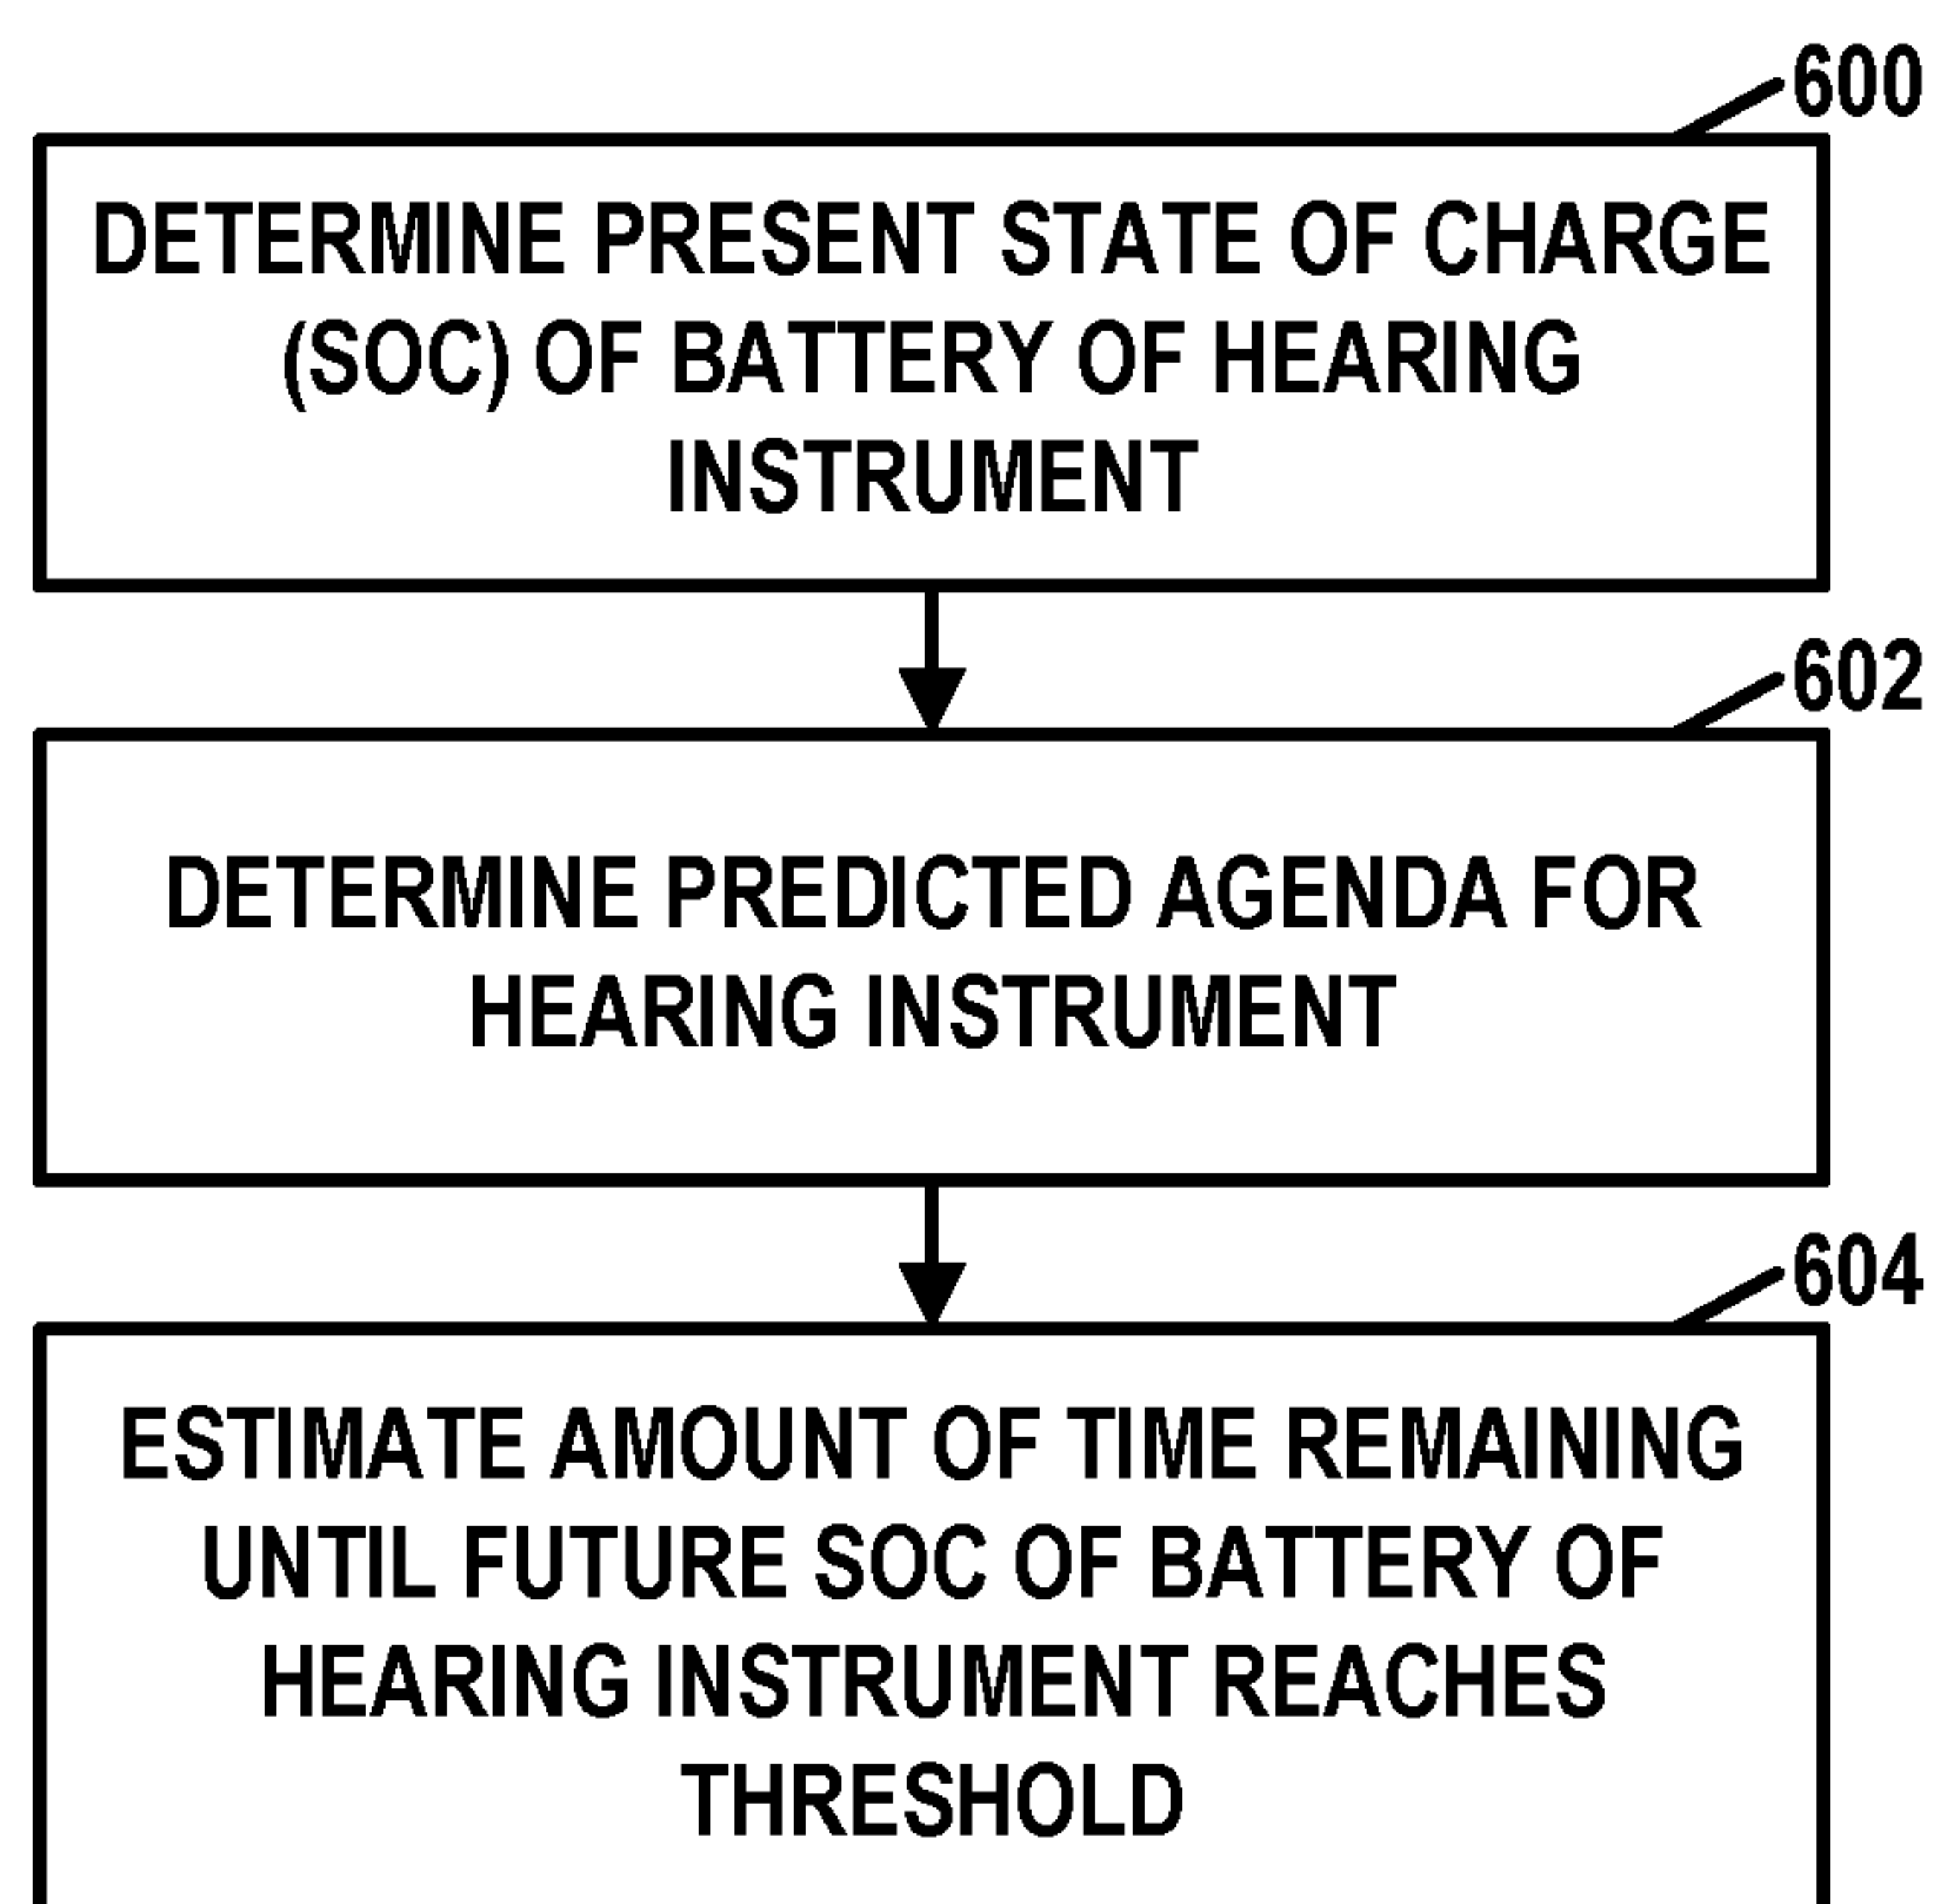 600
DETERMINE PRESENT STATE OF CHARGE
(SOC) OF BATTERY OF HEARING
INSTRUMENT
602
DETERMINE PREDICTED AGENDA FOR
HEARING INSTRUMENT
604
ESTIMATE AMOUNT OF TIME REMAINING
UNTIL FUTURE SOC OF BATTERY OF
HEARING INSTRUMENT REACHES
THRESHOLD